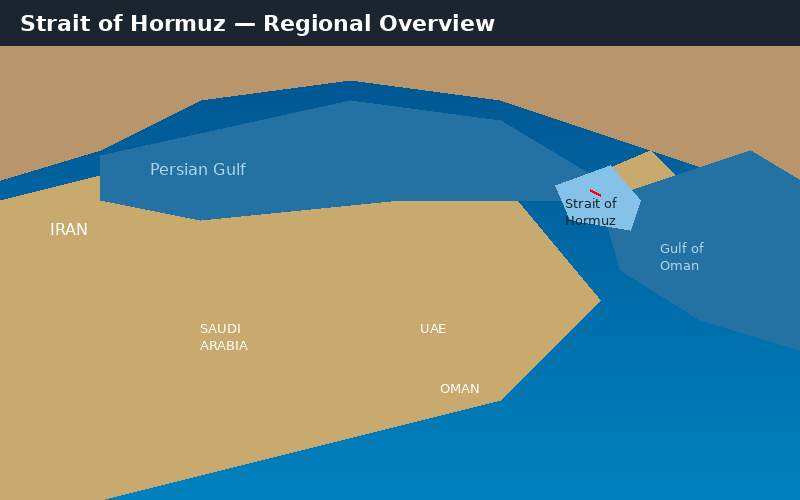 Strait of Hormuz — Regional Overview
Persian Gulf
Strait of
Hormuz
IRAN
Gulf of
Oman
SAUDI
ARABIA
UAE
OMAN